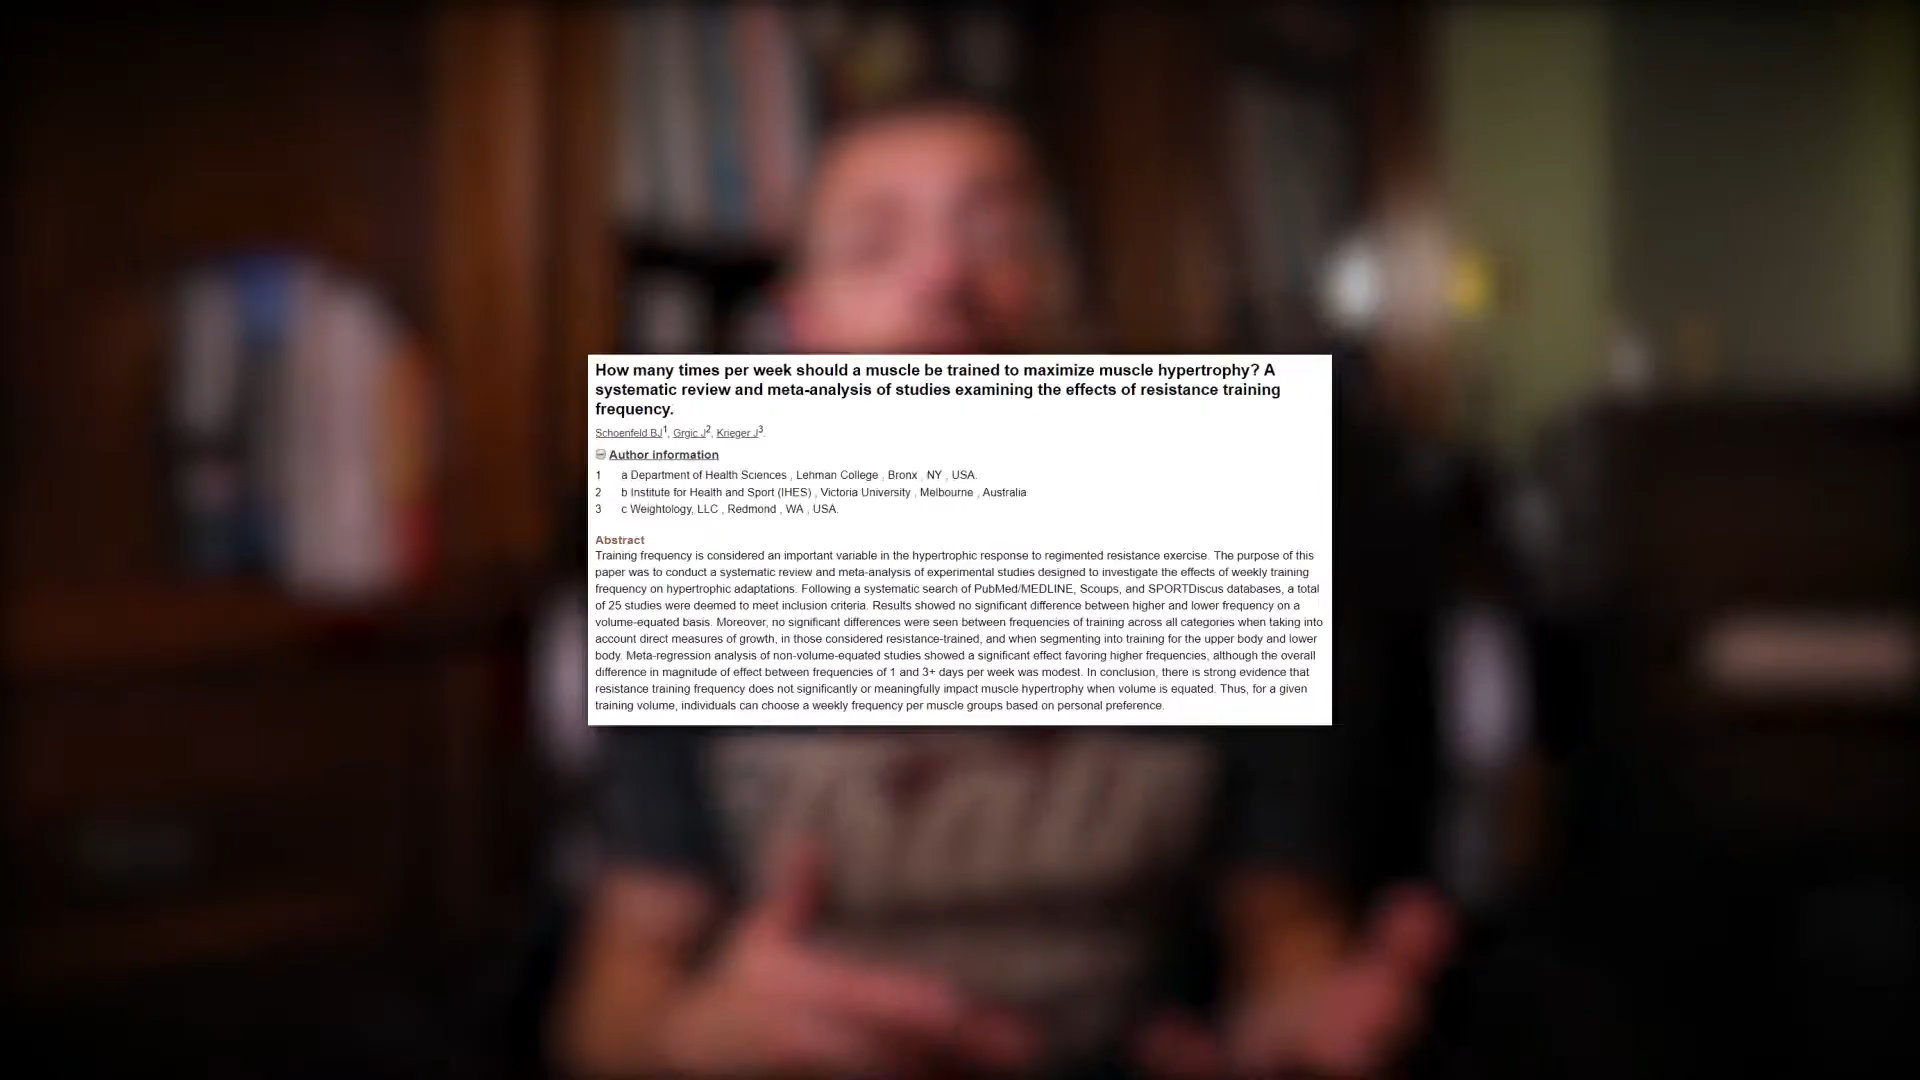 How many times per week should a muscle be trained to maximize muscle hypertrophy? A
systematic review and meta-analysis of studies examining the effects of resistance training
frequency.
Schoenfeld BJ1, Grgic J2, Krieger J3.
Author information
1 a Department of Health Sciences , Lehman College , Bronx , NY , USA.
2 b Institute for Health and Sport (IHES) , Victoria University , Melbourne , Australia
3 c Weightology, LLC , Redmond , WA , USA.
Abstract
Training frequency is considered an important variable in the hypertrophic response to regimented resistance exercise. The purpose of this
paper was to conduct a systematic review and meta-analysis of experimental studies designed to investigate the effects of weekly training
frequency on hypertrophic adaptations. Following a systematic search of PubMed/MEDLINE, Scoups, and SPORTDiscus databases, a total
of 25 studies were deemed to meet inclusion criteria. Results showed no significant difference between higher and lower frequency on a
volume-equated basis. Moreover, no significant differences were seen between frequencies of training across all categories when taking into
account direct measures of growth, in those considered resistance-trained, and when segmenting into training for the upper body and lower
body. Meta-regression analysis of non-volume-equated studies showed a significant effect favoring higher frequencies, although the overall
difference in magnitude of effect between frequencies of 1 and 3+ days per week was modest. In conclusion, there is strong evidence that
resistance training frequency does not significantly or meaningfully impact muscle hypertrophy when volume is equated. Thus, for a given
training volume, individuals can choose a weekly frequency per muscle groups based on personal preference.